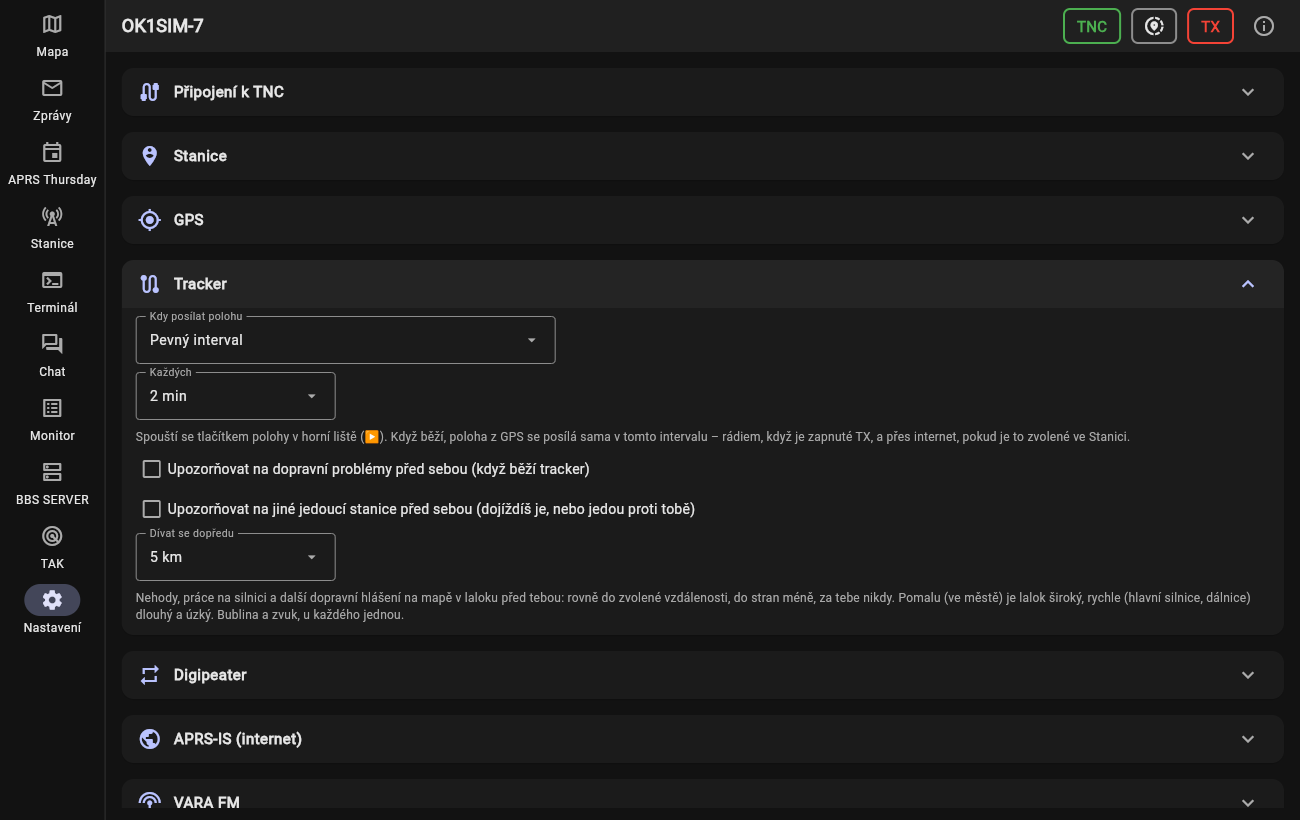 OK1SIM-7
TNC
TX
Mapa
Zprávy
APRS Thursday
Stanice
Terminál
Chat
Monitor
BBS SERVER
TAK
Nastavení
Připojení k TNC
Stanice
GPS
Tracker
Kdy posílat polohu
Pevný interval
Každých
2 min
Spouští se tlačítkem polohy v horní liště (▶️). Když běží, poloha z GPS se posílá sama v tomto intervalu – rádiem, když je zapnuté TX, a přes internet, pokud je to zvolené ve Stanici.
Upozorňovat na dopravní problémy před sebou (když běží tracker)
Upozorňovat na jiné jedoucí stanice před sebou (dojíždíš je, nebo jedou proti tobě)
Dívat se dopředu
5 km
Nehody, práce na silnici a další dopravní hlášení na mapě v laloku před tebou: rovně do zvolené vzdálenosti, do stran méně, za tebe nikdy. Pomalu (ve městě) je lalok široký, rychle (hlavní silnice, dálnice)
dlouhý a úzký. Bublina a zvuk, u každého jednou.
Digipeater
APRS-IS (internet)
VARA FM